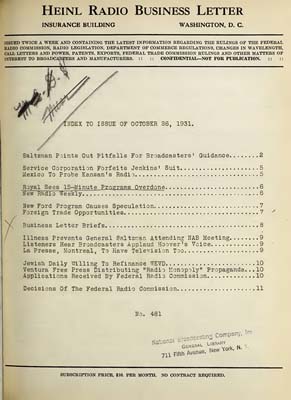 HEINL RADIO BUSINESS LETTER
INSURANCE BUILDING WASHINGTON, D. C.
ISSUED TWICE A WEEK AND CONTAINING THE LATEST INFORMATION REGARDING THE RULINGS OF THE FEDERAL
RADIO COMMISSION, RADIO LEGISLATION, DEPARTMENT OF COMMERCE REGULATIONS, CHANGES IN WAVELENGTH,
CALL LETTERS AND POWER, PATENTS, EXPORTS, FEDERAL TRADE COMMISSION RULINGS AND OTHER MATTERS OF
INTEREST TO BROADCASTERS AND MANUFACTURERS. :: :: CONFIDENTIAL—NOT FOR PUBLICATION. :: ::
INDEX TO ISSUE OF OCTOBER 26, 1931.
Saltzman Points Out Pitfalls For Broadcasters' Guidance.......2
Service Corporation Forfeits Jenkins' Suit....................5
Mexico To Probe Kansan's Radio................................5
Royal Sees 15-Minute Programs Overdone........................6
New Radio Weekly..............................................6
New Ford Program Causes Speculation...........................7
Foreign Trade Opportunities...................................7
Business Letter Briefs........................................8
Illness Prevents General Saltzman Attending NAB Meeting.......9
Listeners Hear Broadcasters Applaud Hoover's Voice............9
La Presse, Montreal, To Have Television Too...................9
Jewish Daily Willing To Refinance WEVD.......................10
Ventura Free Press Distributing "Radio Monopoly" Propaganda...10
Applications Received By Federal Radio Commission............10
Decisions Of The Federal Radio Commission....................11
No. 481
National Broadcasting Company, Inc.
GENERAL LIBRARY
711 Fifth Avenue, New York, N. Y.
SUBSCRIPTION PRICE, $10. PER MONTH. NO CONTRACT REQUIRED.